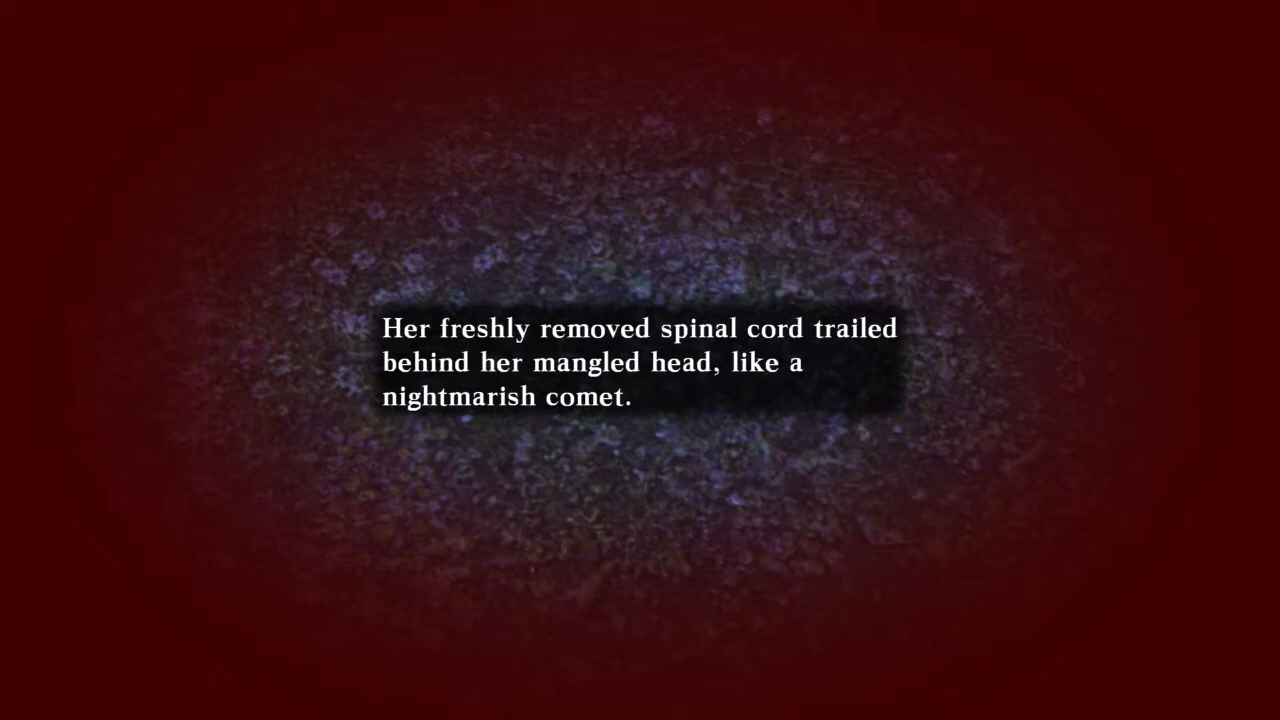 Her freshly removed spinal cord trailed
behind her mangled head, like a
nightmarish comet.